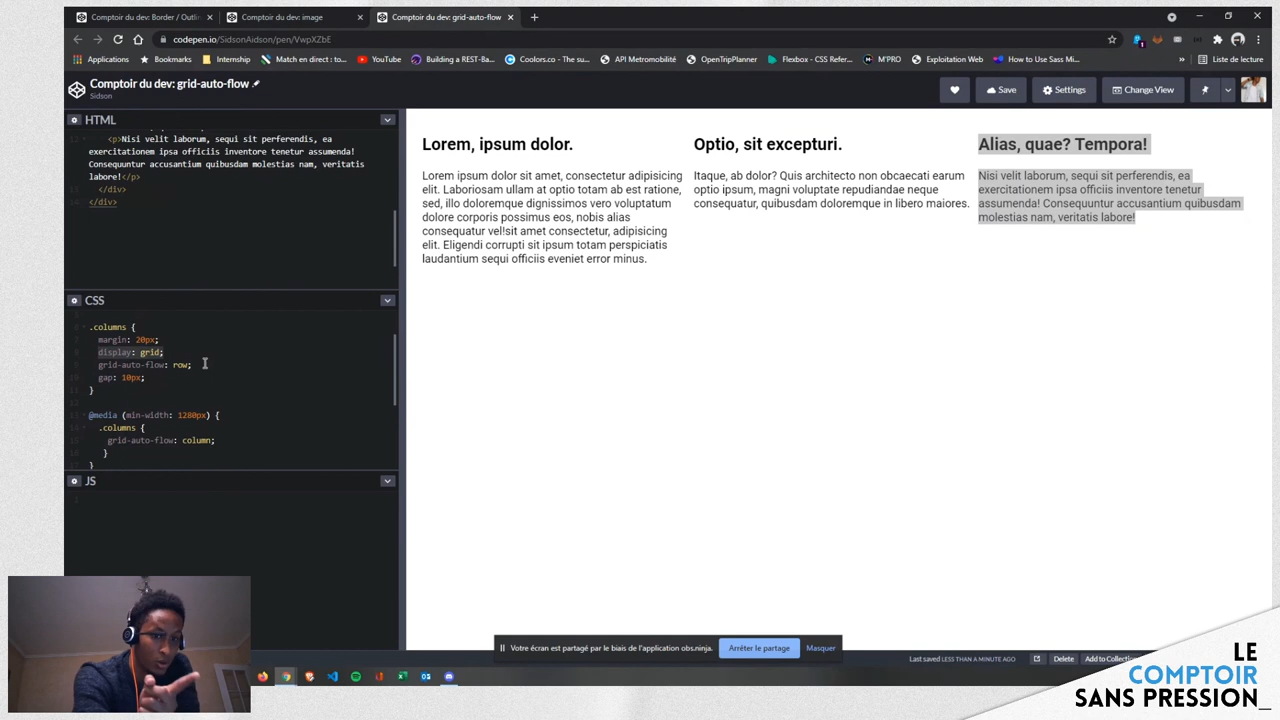 Comptoir du dev: Border / Outli
Comptoir du dev: image
Comptoir du dev: grid-auto-flow
codepen.io/SidsonAidson/pen/VwpXZbE
Applications
Bookmarks
Internship
Match en direct : to...
YouTube
Building a REST-Ba...
Coolors.co - The su...
API Metromobilité
OpenTripPlanner
Flexbox - CSS Refer...
M'PRO
Exploitation Web
How to Use Sass Mi...
»
Liste de lecture
Comptoir du dev: grid-auto-flow
Sidson
Save
Settings
Change View
HTML
<p>Nisi velit laborum, sequi sit perferendis, ea
exercitationem ipsa officiis inventore tenetur assumenda!
Consequuntur accusantium quibusdam molestias nam, veritatis
labore!</p>
</div>
</div>
CSS
.columns {
margin: 20px;
display: grid;
grid-auto-flow: row;
gap: 10px;
}
@media (min-width: 1280px) {
.columns {
grid-auto-flow: column;
}
}
JS
1
Lorem, ipsum dolor.
Lorem ipsum dolor sit amet, consectetur adipisicing
elit. Laboriosam ullam at optio totam ab est ratione,
sed, illo doloremque dignissimos vero voluptatum
dolore corporis possimus eos, nobis alias
consequatur vel!sit amet consectetur, adipisicing
elit. Eligendi corrupti sit ipsum totam perspiciatis
laudantium sequi officiis eveniet error minus.
Optio, sit excepturi.
Itaque, ab dolor? Quis architecto non obcaecati earum
optio ipsum, magni voluptate repudiandae neque
consequatur, quibusdam doloremque in libero maiores.
Alias, quae? Tempora!
Nisi velit laborum, sequi sit perferendis, ea
exercitationem ipsa officiis inventore tenetur
assumenda! Consequuntur accusantium quibusdam
molestias nam, veritatis labore!
Votre écran est partagé par le biais de l'application obs.ninja.
Arrêter le partage
Masquer
Last saved LESS THAN A MINUTE AGO
Delete
Add to Collectio
LE
COMPTOIR
SANS PRESSION_